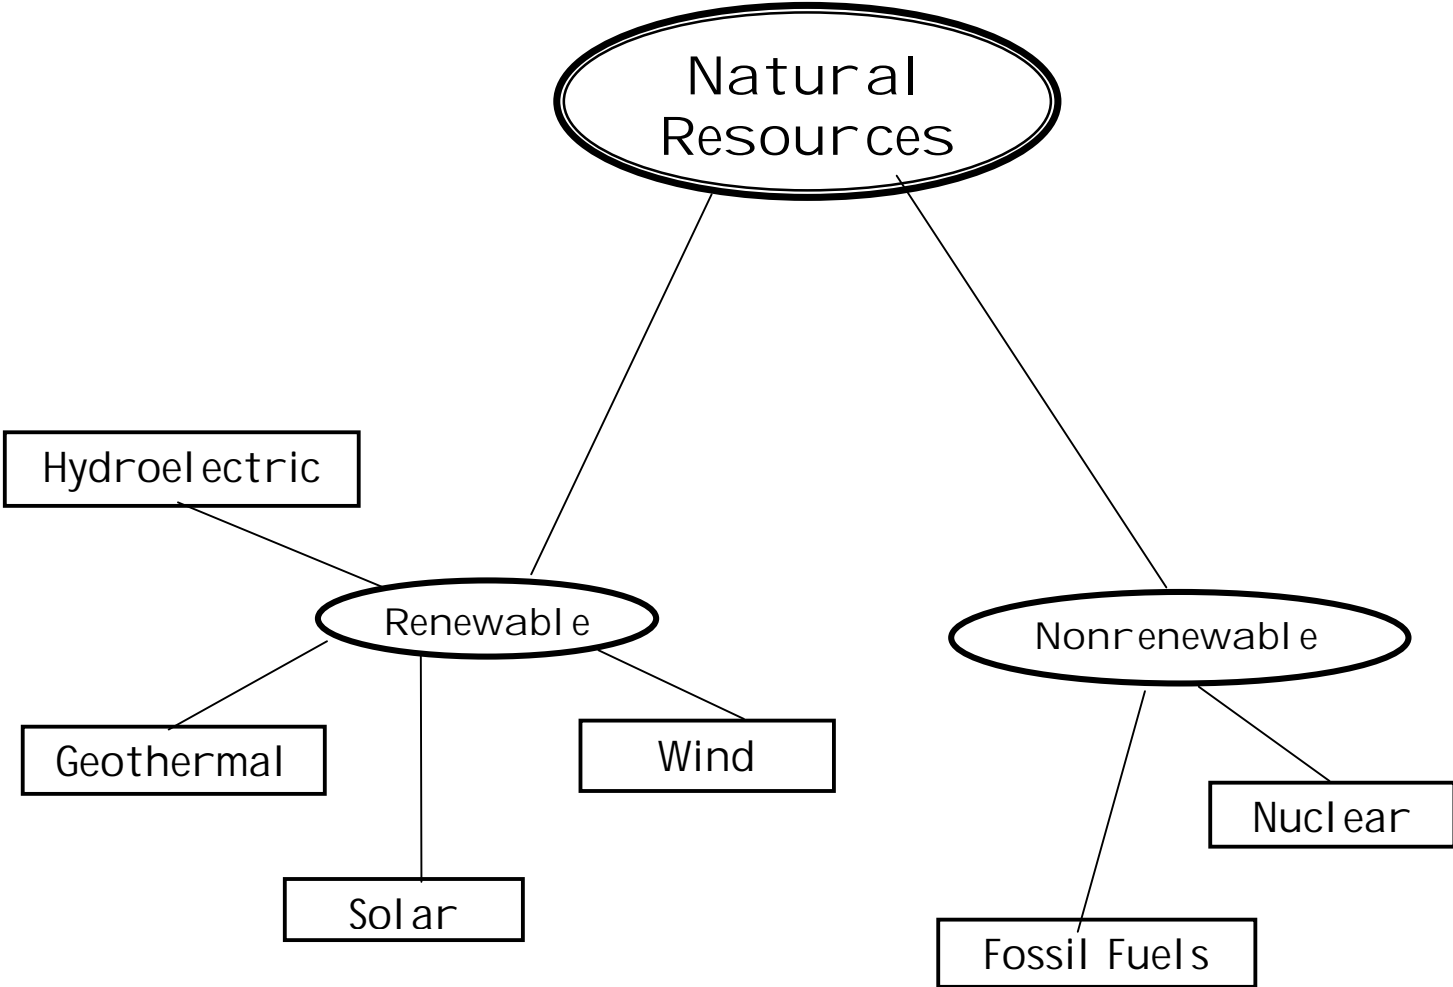 Natural
Resources
Hydroelectric
Renewable
Nonrenewable
Geothermal
Wind
Nuclear
Solar
Fossil Fuels